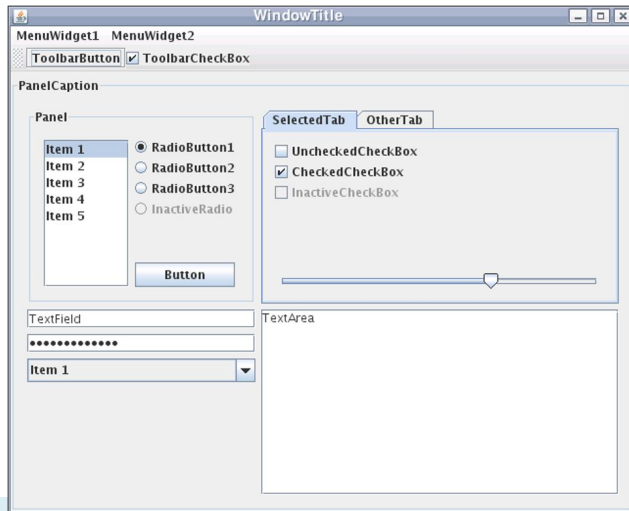 WindowTitle
MenuWidget1 MenuWidget2
ToolbarButton ToolbarCheckBox
PanelCaption
Panel
Item 1
Item 2
Item 3
Item 4
Item 5
RadioButton1
RadioButton2
RadioButton3
InactiveRadio
Button
SelectedTab OtherTab
UncheckedCheckBox
CheckedCheckBox
InactiveCheckBox
TextField
•••••••••••••
Item 1
TextArea